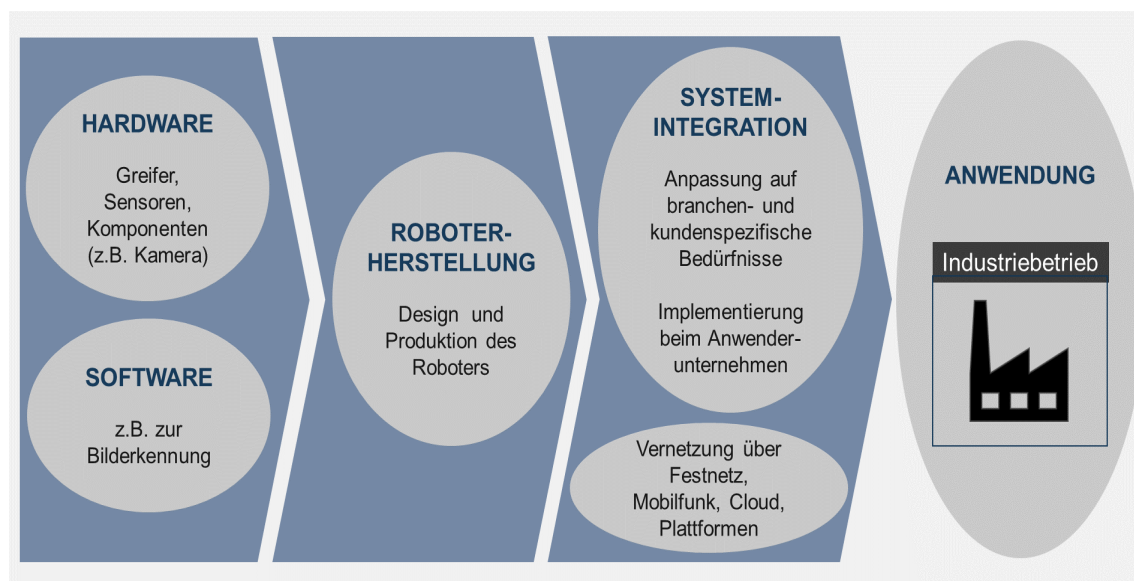 HARDWARE
Greifer,
Sensoren,
Komponenten
(z.B. Kamera)
SOFTWARE
z.B. zur
Bilderkennung
ROBOTER-
HERSTELLUNG
Design und
Produktion des
Roboters
SYSTEM-
INTEGRATION
Anpassung auf
branchen- und
kundenspezifische
Bedürfnisse
Implementierung
beim Anwender-
unternehmen
Vernetzung über
Festnetz,
Mobilfunk, Cloud,
Plattformen
ANWENDUNG
Industriebetrieb